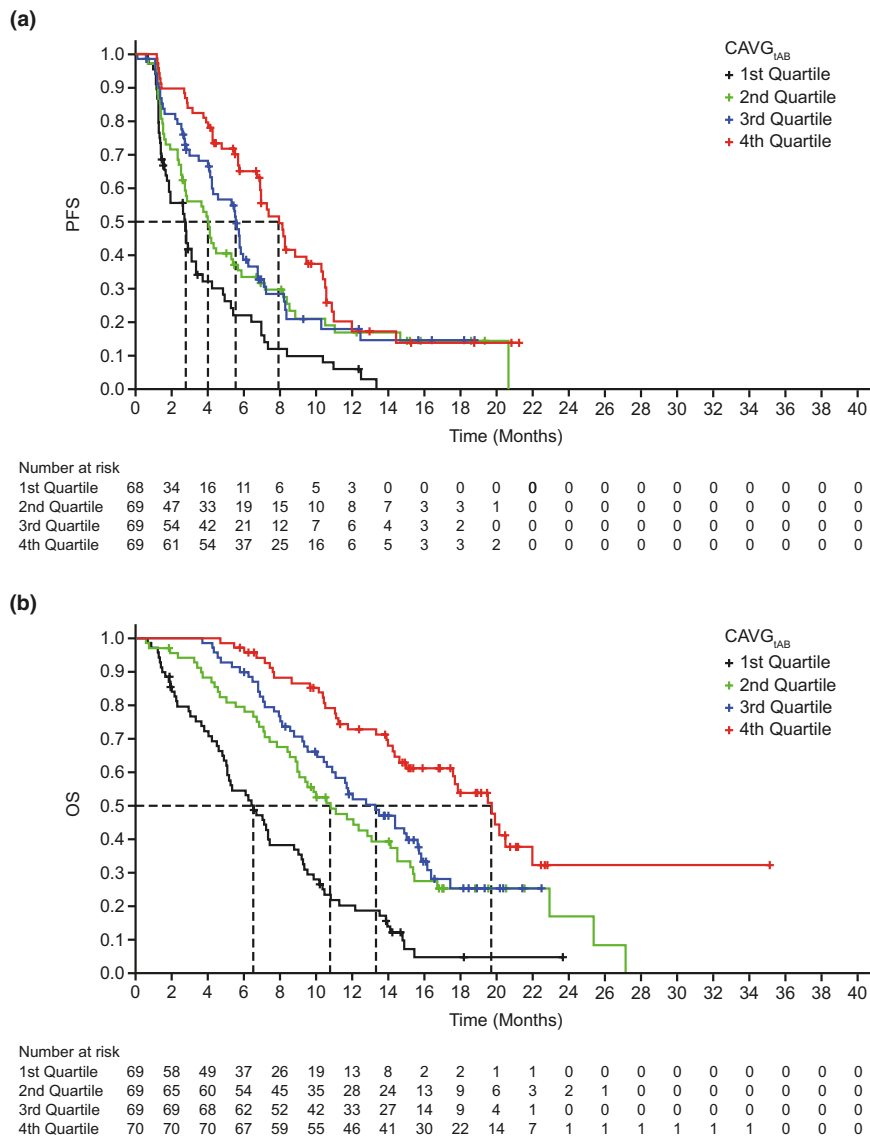 (a)
CAVGtAB
1st Quartile
2nd Quartile
3rd Quartile
4th Quartile
PFS
1.0
0.9
0.8
0.7
0.6
0.5
0.4
0.3
0.2
0.1
0.0
0 2 4 6 8 10 12 14 16 18 20 22 24 26 28 30 32 34 36 38 40
Time (Months)
Number at risk
1st Quartile 68 34 16 11 6 5 3 0 0 0 0 0 0 0 0 0 0 0 0 0 0
2nd Quartile 69 47 33 19 15 10 8 7 3 3 1 0 0 0 0 0 0 0 0 0 0
3rd Quartile 69 54 42 21 12 7 6 4 3 2 0 0 0 0 0 0 0 0 0 0 0
4th Quartile 69 61 54 37 25 16 6 5 3 3 2 0 0 0 0 0 0 0 0 0 0
(b)
CAVGtAB
1st Quartile
2nd Quartile
3rd Quartile
4th Quartile
OS
1.0
0.9
0.8
0.7
0.6
0.5
0.4
0.3
0.2
0.1
0.0
0 2 4 6 8 10 12 14 16 18 20 22 24 26 28 30 32 34 36 38 40
Time (Months)
Number at risk
1st Quartile 69 58 49 37 26 19 13 8 2 2 1 1 0 0 0 0 0 0 0 0 0
2nd Quartile 69 65 60 54 45 35 28 24 13 9 6 3 2 1 0 0 0 0 0 0 0
3rd Quartile 69 69 68 62 52 42 33 27 14 9 4 1 0 0 0 0 0 0 0 0 0
4th Quartile 70 70 70 67 59 55 46 41 30 22 14 7 1 1 1 1 1 1 0 0 0